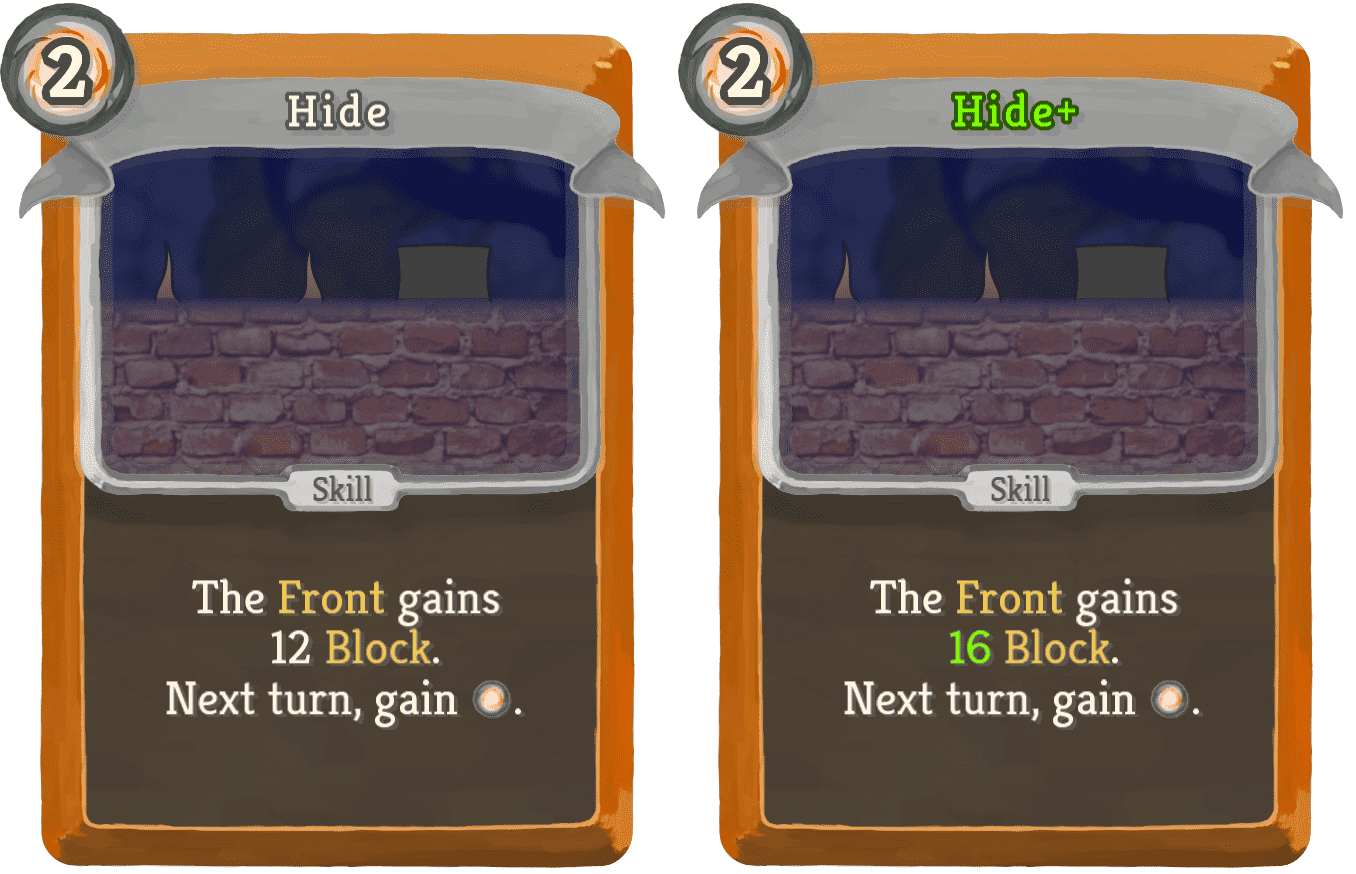 2
Hide
Skill
The Front gains
12 Block.
Next turn, gain .
2
Hide+
Skill
The Front gains
16 Block.
Next turn, gain .